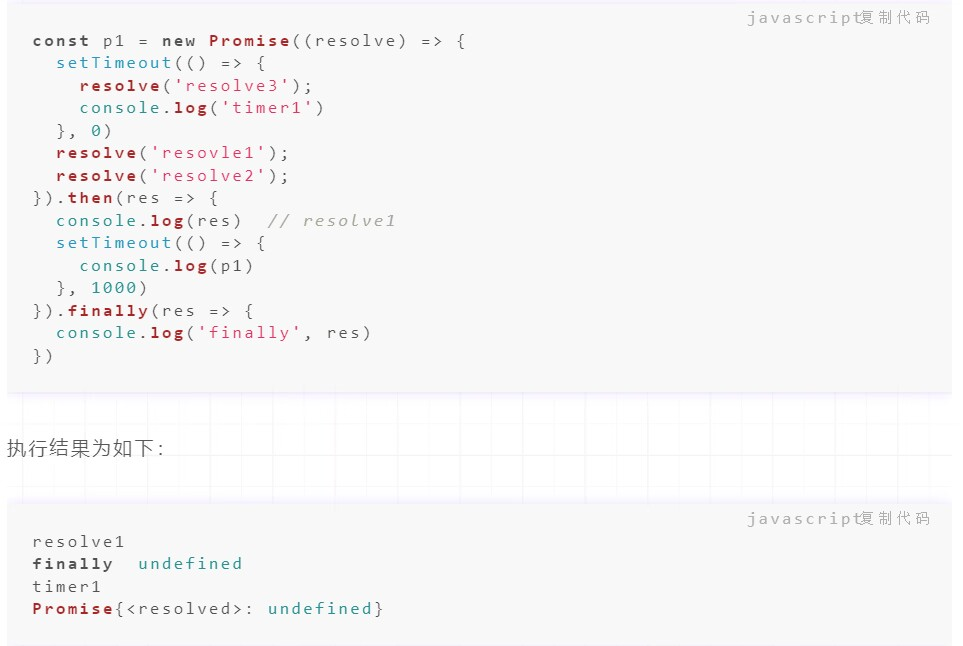 javascript复制代码
const p1 = new Promise((resolve) => {
  setTimeout(() => {
    resolve('resolve3');
    console.log('timer1')
  }, 0)
  resolve('resovle1');
  resolve('resolve2');
}).then(res => {
  console.log(res)  // resolve1
  setTimeout(() => {
    console.log(p1)
  }, 1000)
}).finally(res => {
  console.log('finally', res)
})
执行结果为如下:
javascript复制代码
resolve1
finally  undefined
timer1
Promise{<resolved>: undefined}